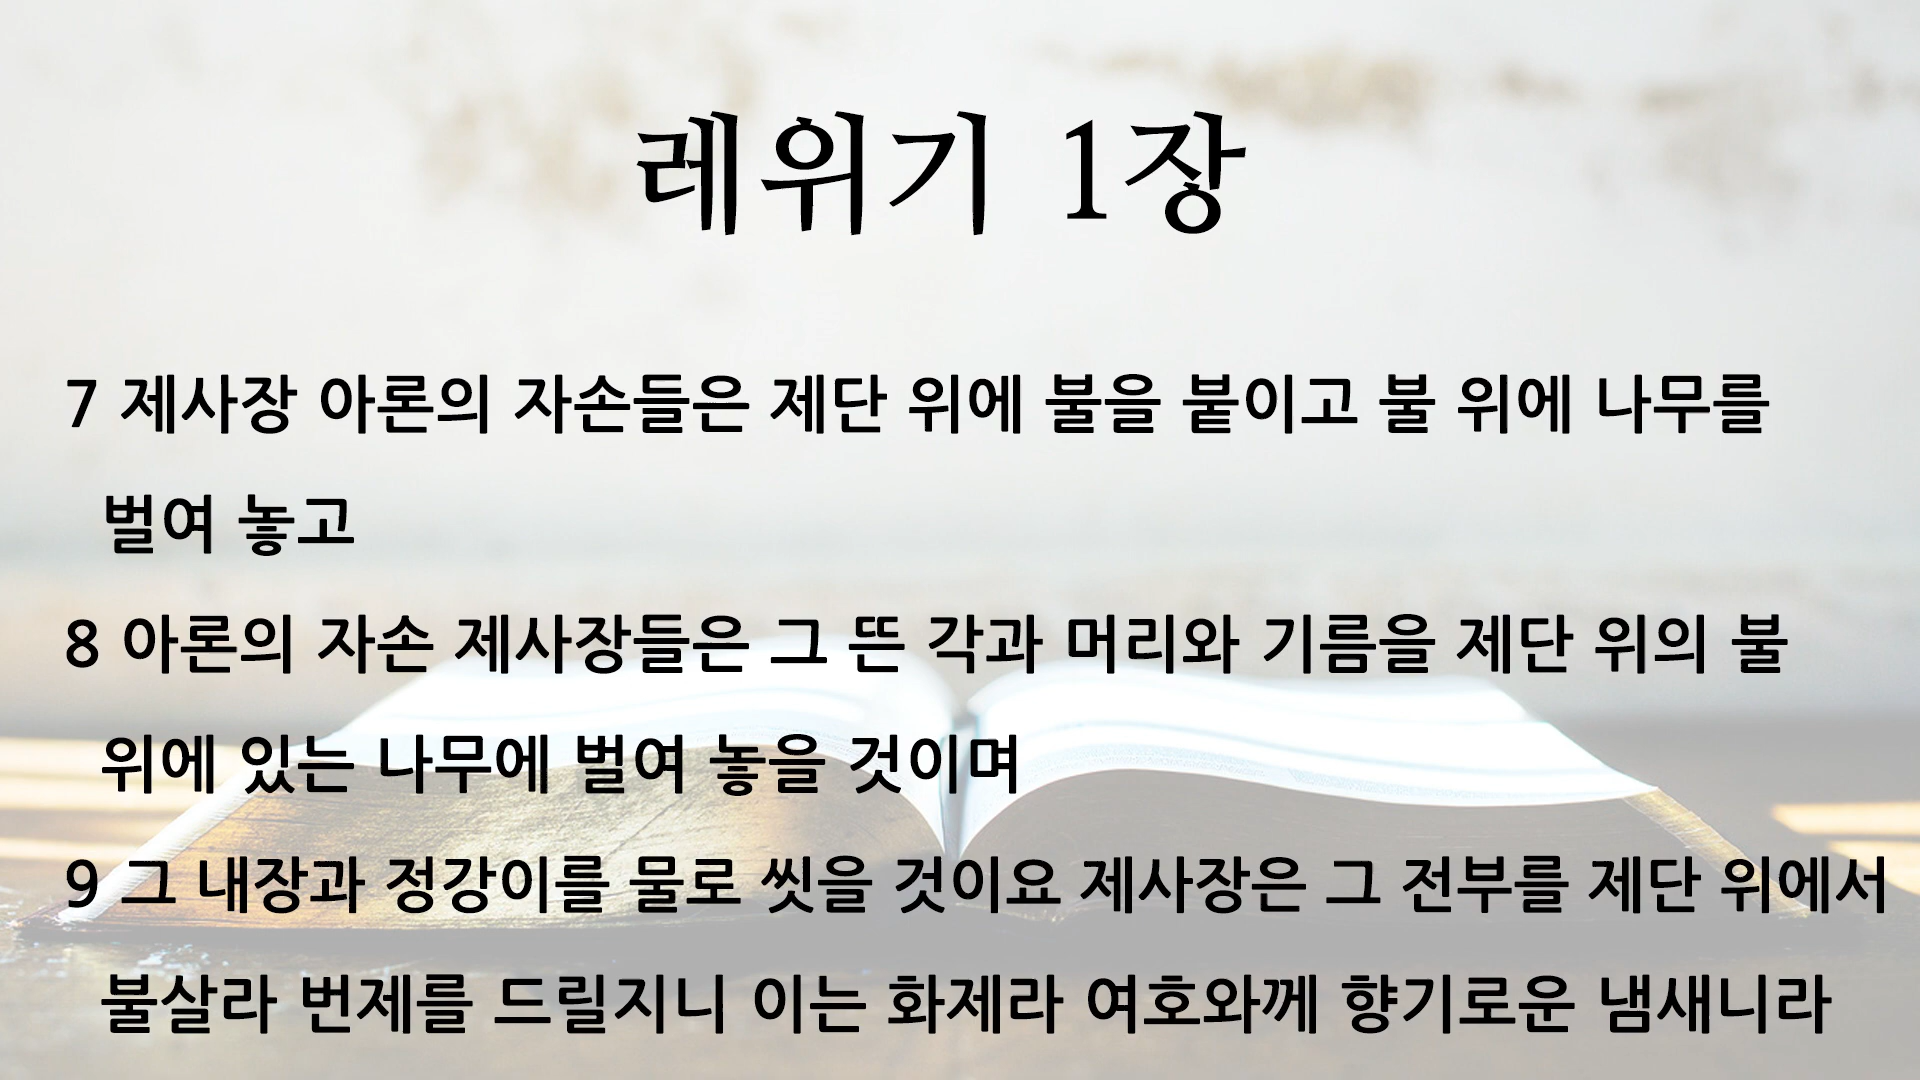 레위기 1장
7 제사장 아론의 자손들은 제단 위에 불을 붙이고 불 위에 나무를
벌여 놓고
8 아론의 자손 제사장들은 그 뜬 각과 머리와 기름을 제단 위의 불
위에 있는 나무에 벌여 놓을 것이며
9 그 내장과 정강이를 물로 씻을 것이요 제사장은 그 전부를 제단 위에서
불살라 번제를 드릴지니 이는 화제라 여호와께 향기로운 냄새니라